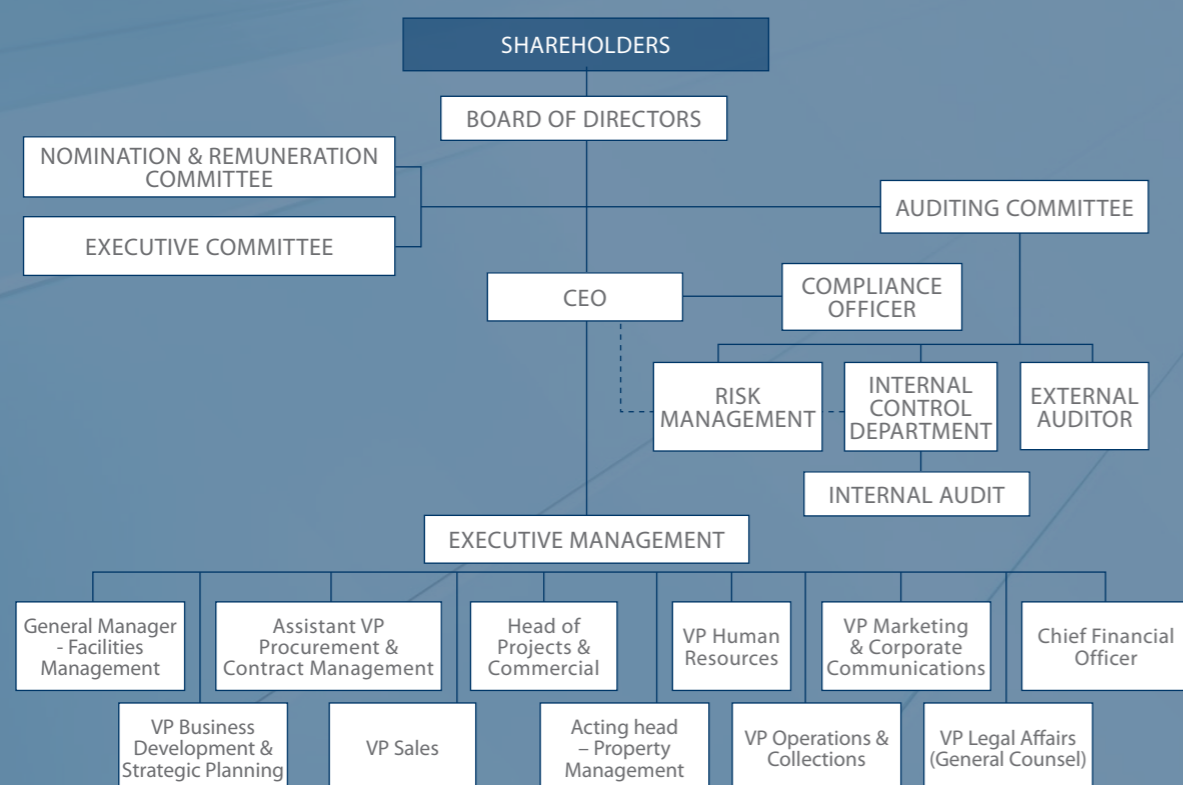 SHAREHOLDERS
BOARD OF DIRECTORS
NOMINATION & REMUNERATION
COMMITTEE
EXECUTIVE COMMITTEE
AUDITING COMMITTEE
CEO
COMPLIANCE
OFFICER
RISK
MANAGEMENT
INTERNAL
CONTROL
DEPARTMENT
EXTERNAL
AUDITOR
INTERNAL AUDIT
EXECUTIVE MANAGEMENT
General Manager
- Facilities
Management
Assistant VP
Procurement &
Contract Management
Head of
Projects &
Commercial
VP Human
Resources
VP Marketing
& Corporate
Communications
Chief Financial
Officer
VP Business
Development &
Strategic Planning
VP Sales
Acting head
– Property
Management
VP Operations &
Collections
VP Legal Affairs
(General Counsel)